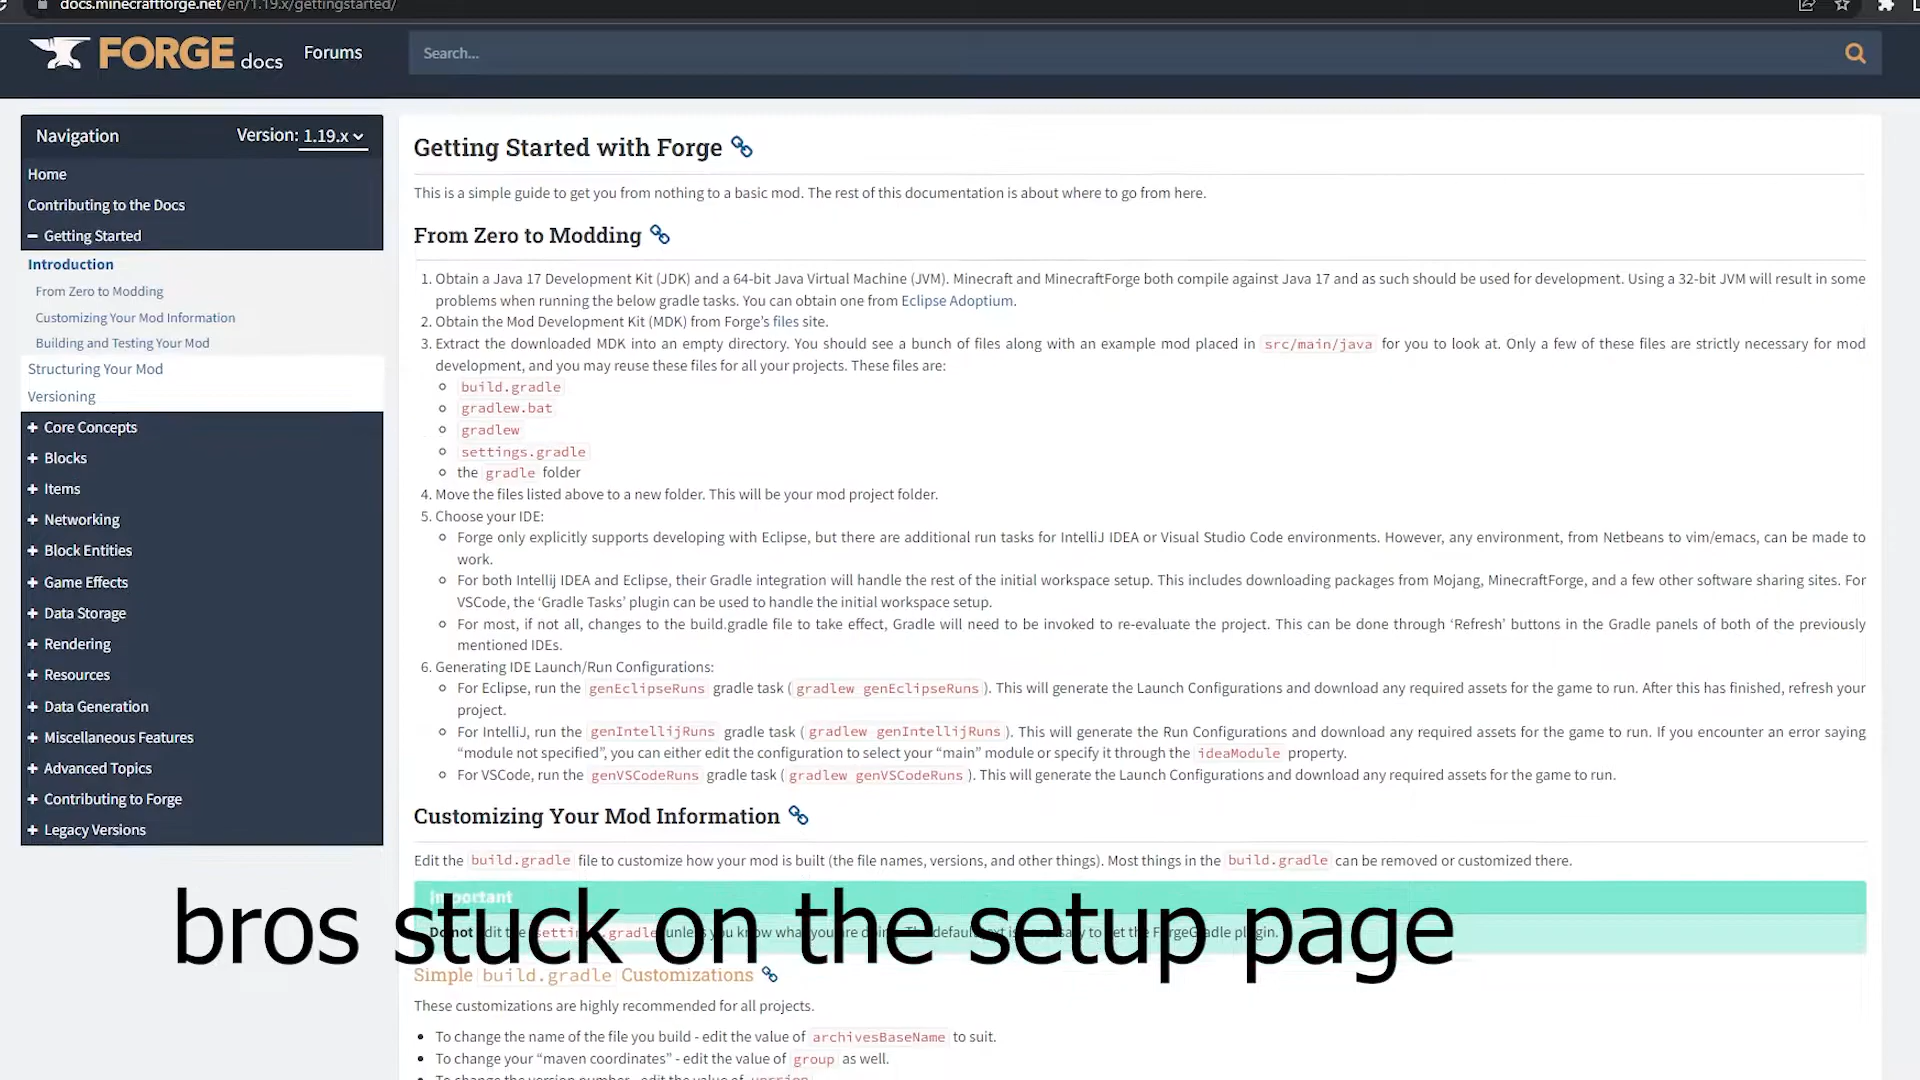 docs.minecraftforge.net/en/1.19.x/gettingstarted/
FORGE docs
Forums
Search...
Navigation
Version: 1.19.x
Home
Contributing to the Docs
Getting Started
Introduction
From Zero to Modding
Customizing Your Mod Information
Building and Testing Your Mod
Structuring Your Mod
Versioning
+ Core Concepts
+ Blocks
+ Items
+ Networking
+ Block Entities
+ Game Effects
+ Data Storage
+ Rendering
+ Resources
+ Data Generation
+ Miscellaneous Features
+ Advanced Topics
+ Contributing to Forge
+ Legacy Versions
Getting Started with Forge
This is a simple guide to get you from nothing to a basic mod. The rest of this documentation is about where to go from here.
From Zero to Modding
1. Obtain a Java 17 Development Kit (JDK) and a 64-bit Java Virtual Machine (JVM). Minecraft and MinecraftForge both compile against Java 17 and as such should be used for development. Using a 32-bit JVM will result in some
problems when running the below gradle tasks. You can obtain one from Eclipse Adoptium.
2. Obtain the Mod Development Kit (MDK) from Forge’s files site.
3. Extract the downloaded MDK into an empty directory. You should see a bunch of files along with an example mod placed in src/main/java for you to look at. Only a few of these files are strictly necessary for mod
development, and you may reuse these files for all your projects. These files are:
build.gradle
gradlew.bat
gradlew
settings.gradle
the gradle folder
4. Move the files listed above to a new folder. This will be your mod project folder.
5. Choose your IDE:
Forge only explicitly supports developing with Eclipse, but there are additional run tasks for IntelliJ IDEA or Visual Studio Code environments. However, any environment, from Netbeans to vim/emacs, can be made to
work.
For both Intellij IDEA and Eclipse, their Gradle integration will handle the rest of the initial workspace setup. This includes downloading packages from Mojang, MinecraftForge, and a few other software sharing sites. For
VSCode, the ‘Gradle Tasks’ plugin can be used to handle the initial workspace setup.
For most, if not all, changes to the build.gradle file to take effect, Gradle will need to be invoked to re-evaluate the project. This can be done through ‘Refresh’ buttons in the Gradle panels of both of the previously
mentioned IDEs.
6. Generating IDE Launch/Run Configurations:
For Eclipse, run the genEclipseRuns gradle task (gradlew genEclipseRuns). This will generate the Launch Configurations and download any required assets for the game to run. After this has finished, refresh your
project.
For IntelliJ, run the genIntellijRuns gradle task (gradlew genIntellijRuns). This will generate the Run Configurations and download any required assets for the game to run. If you encounter an error saying
“module not specified”, you can either edit the configuration to select your “main” module or specify it through the ideaModule property.
For VSCode, run the genVSCodeRuns gradle task (gradlew genVSCodeRuns). This will generate the Launch Configurations and download any required assets for the game to run.
Customizing Your Mod Information
Edit the build.gradle file to customize how your mod is built (the file names, versions, and other things). Most things in the build.gradle can be removed or customized there.
Important
Do not edit the settings.gradle unless you know what you are doing. The default text is necessary to get the ForgeGradle plugin.
bros stuck on the setup page
Simple build.gradle Customizations
These customizations are highly recommended for all projects.
To change the name of the file you build - edit the value of archivesBaseName to suit.
To change your “maven coordinates” - edit the value of group as well.
To change the version number - edit the value of version